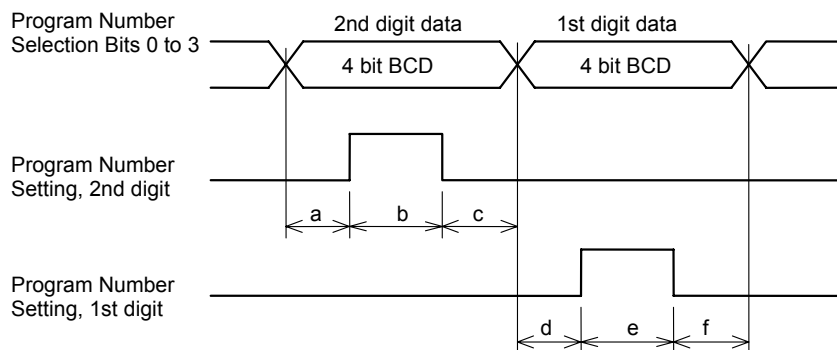 Program Number
Selection Bits 0 to 3
2nd digit data
1st digit data
4 bit BCD
4 bit BCD
Program Number
Setting, 2nd digit
a
b
c
Program Number
Setting, 1st digit
d
e
f